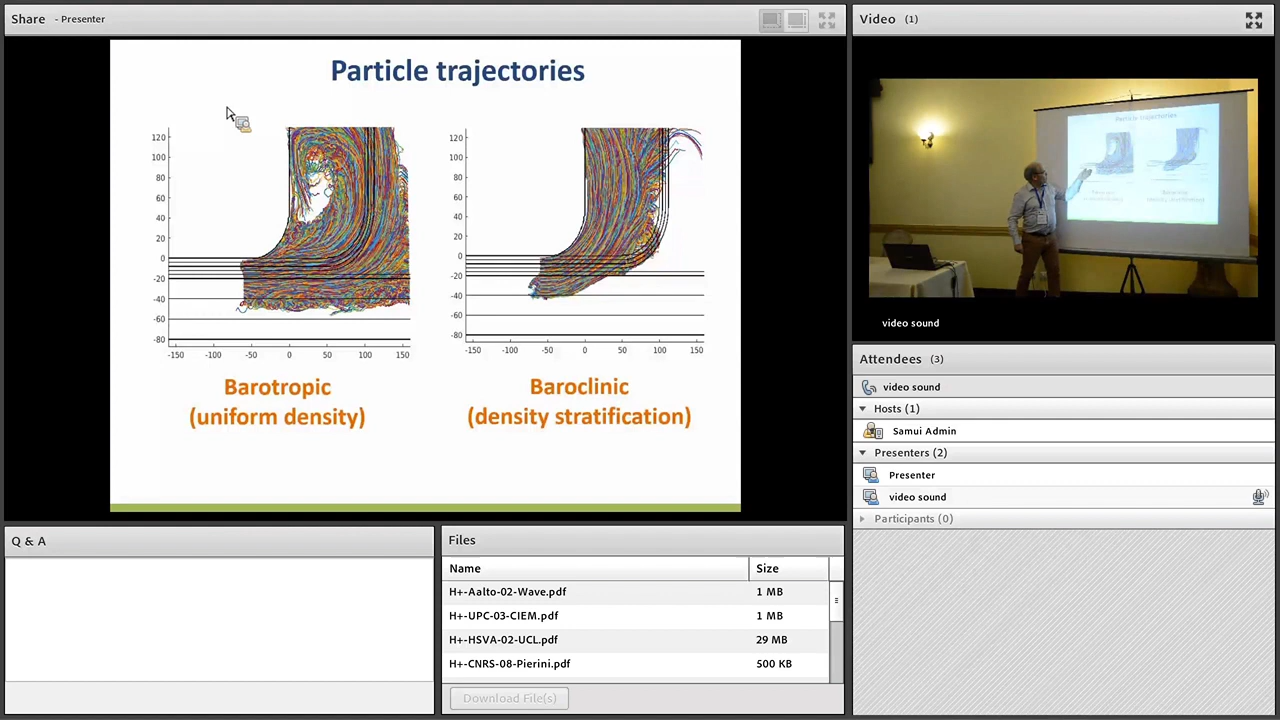 Share - Presenter
Particle trajectories
120
100
80
60
40
20
0
-20
-40
-60
-80
-150 -100 -50 0 50 100 150
120
100
80
60
40
20
0
-20
-40
-60
-80
-150 -100 -50 0 50 100 150
Barotropic
(uniform density)
Baroclinic
(density stratification)
Q & A
Files
Name Size
H+-Aalto-02-Wave.pdf 1 MB
H+-UPC-03-CIEM.pdf 1 MB
H+-HSVA-02-UCL.pdf 29 MB
H+-CNRS-08-Pierini.pdf 500 KB
Download File(s)
Video (1)
Particle trajectories
video sound
Attendees (3)
video sound
Hosts (1)
Samui Admin
Presenters (2)
Presenter
video sound
Participants (0)